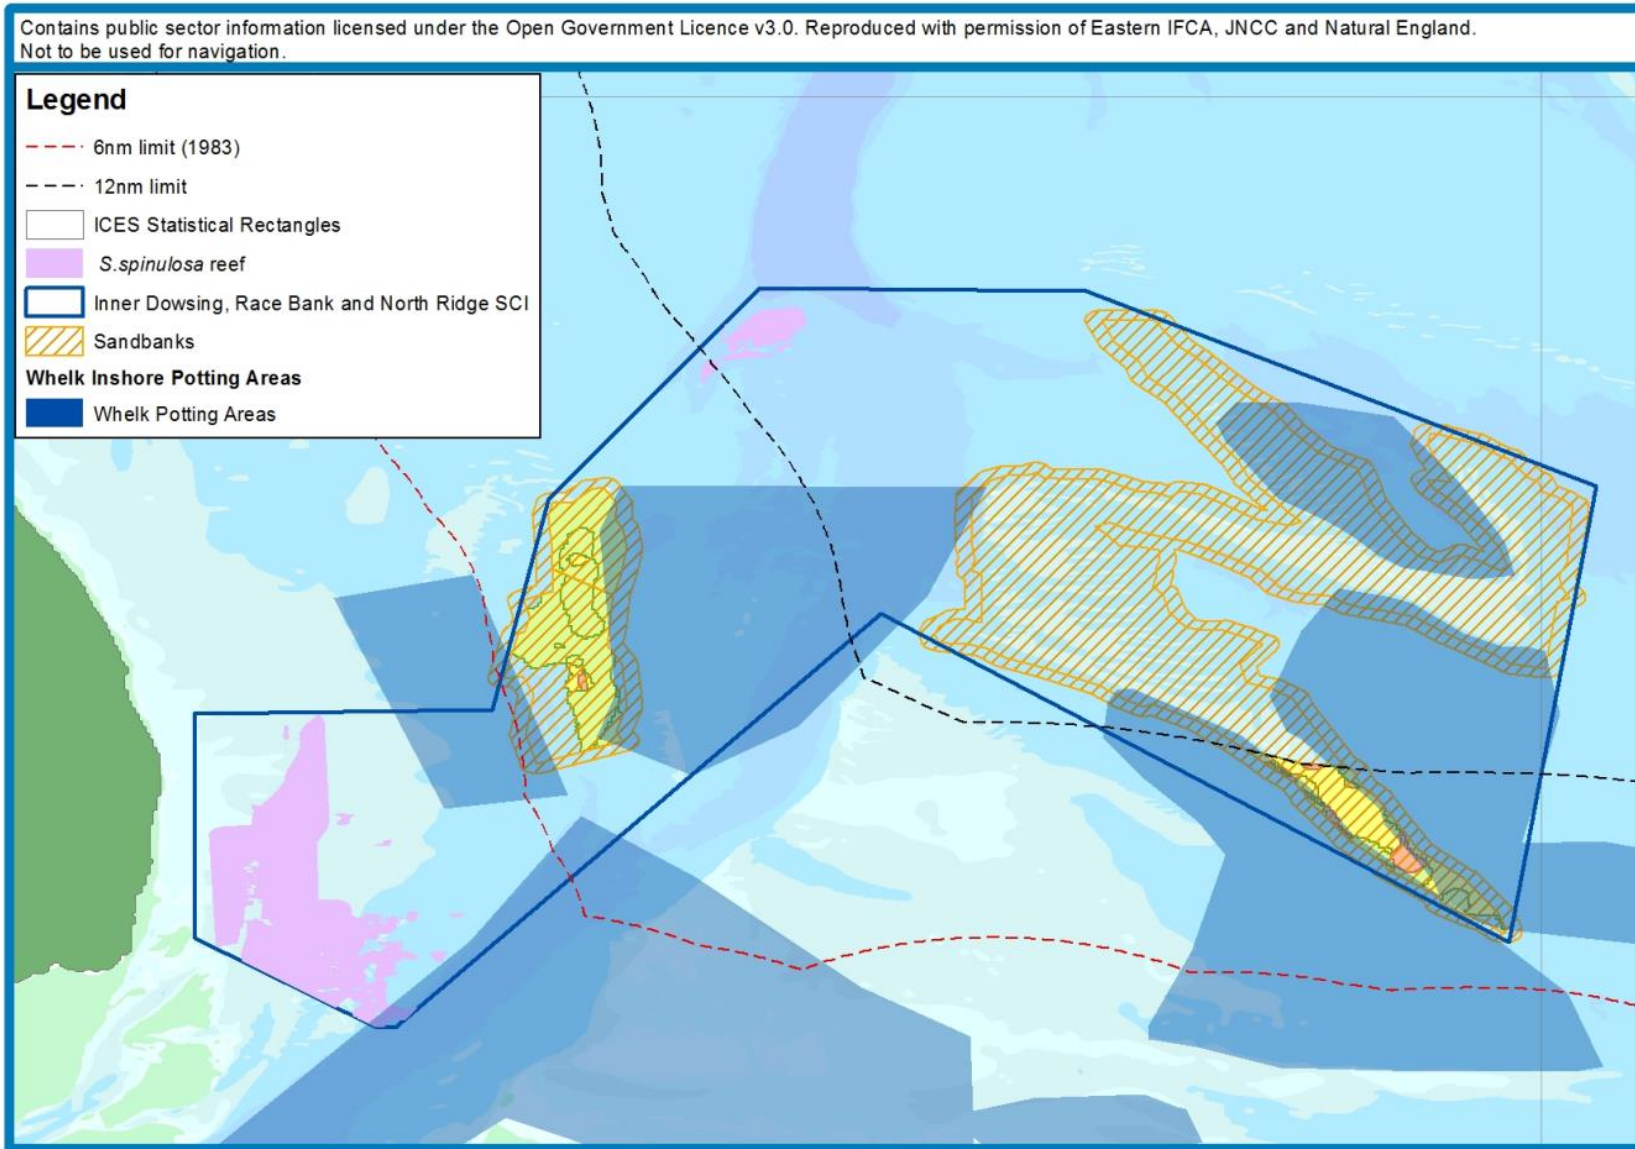 Contains public sector information licensed under the Open Government Licence v3.0. Reproduced with permission of Eastern IFCA, JNCC and Natural England.
Not to be used for navigation.
Legend
6nm limit (1983)
12nm limit
ICES Statistical Rectangles
S.spinulosa reef
Inner Dowsing, Race Bank and North Ridge SCI
Sandbanks
Whelk Inshore Potting Areas
Whelk Potting Areas